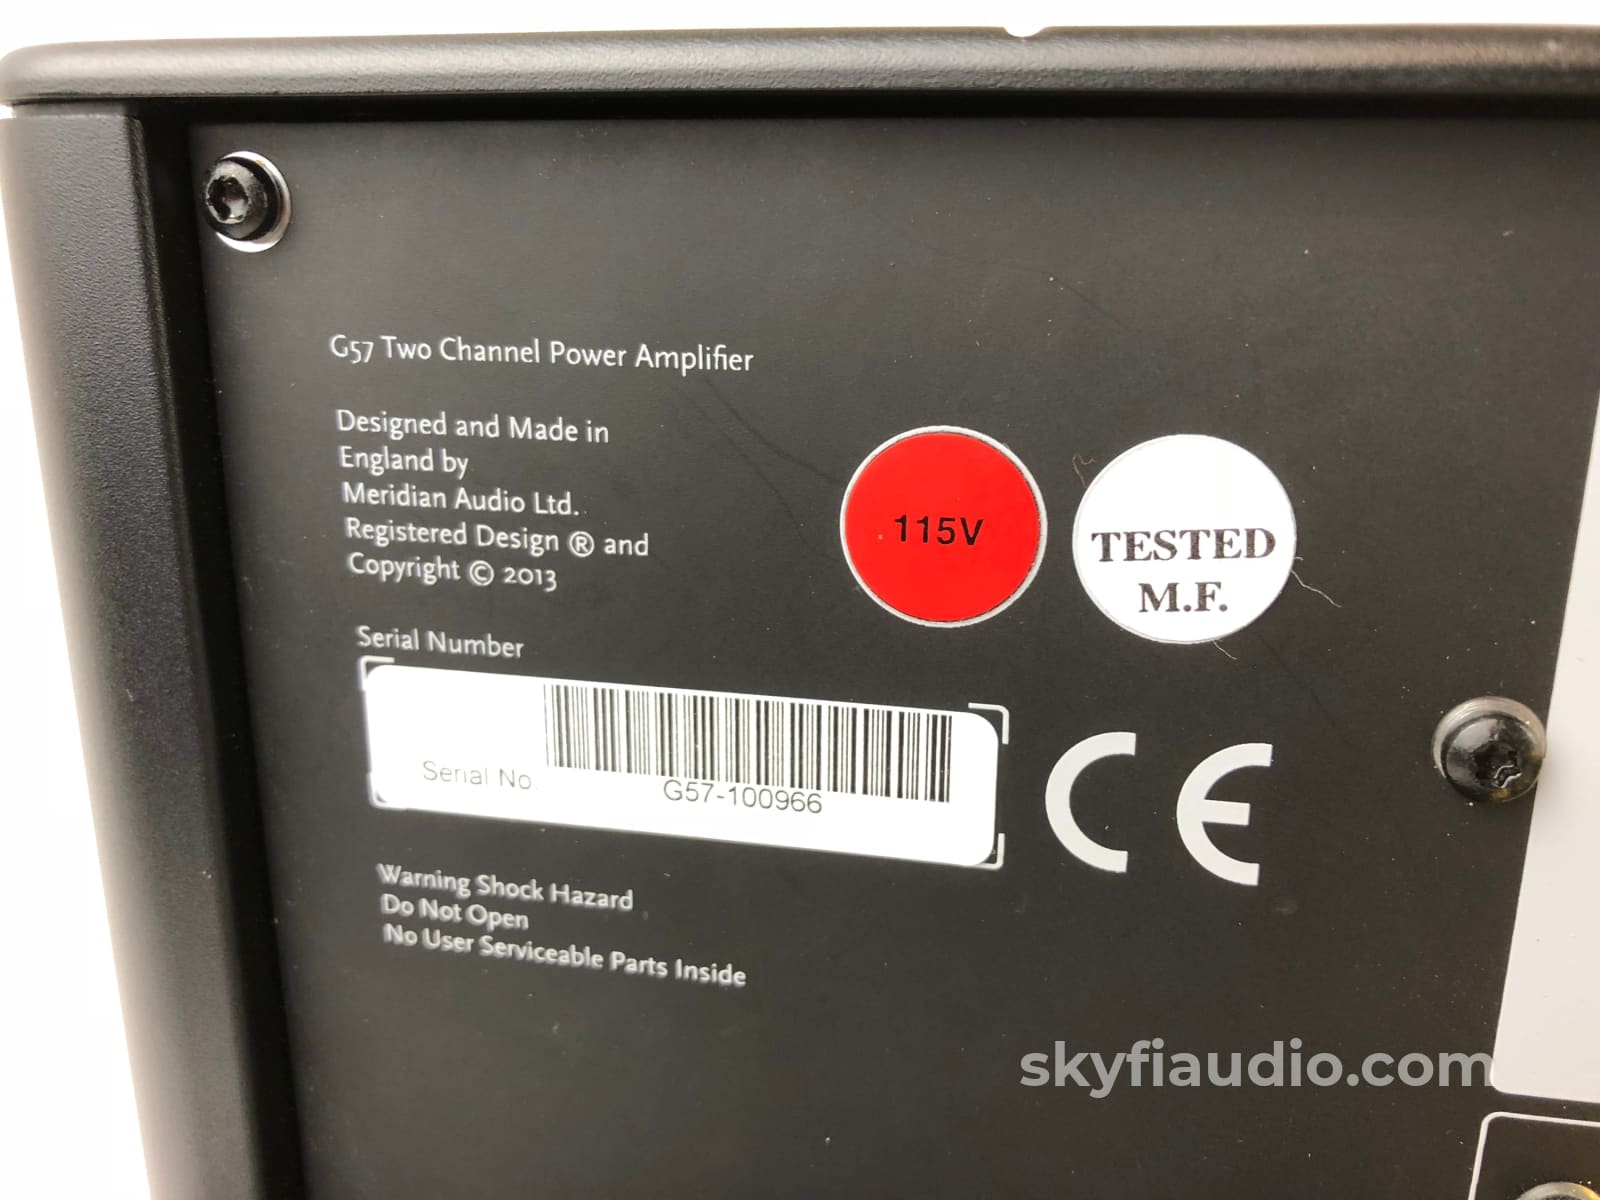 G57 Two Channel Power Amplifier
Designed and Made in
England by
Meridian Audio Ltd.
Registered Design ® and
Copyright © 2013
115V
TESTED
M.F.
Serial Number
Serial No.
G57-100966
CE
Warning Shock Hazard
Do Not Open
No User Serviceable Parts Inside
skyfiaudio.com